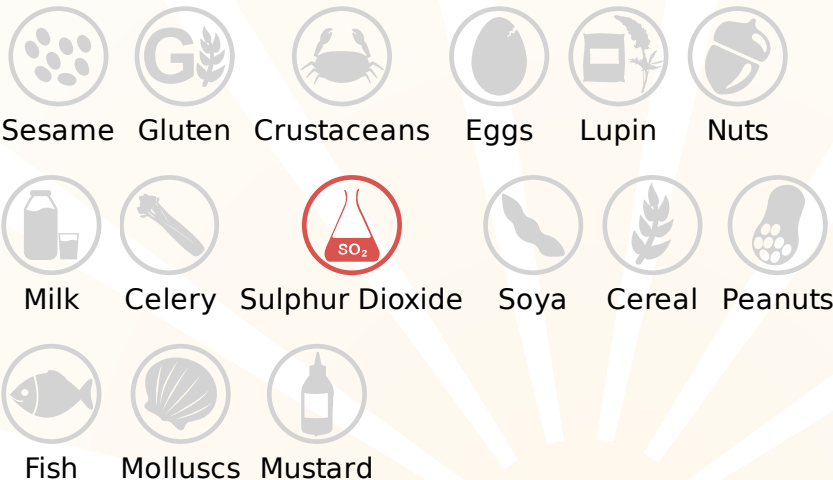 G
Sesame Gluten Crustaceans Eggs Lupin Nuts
SO₂
Milk Celery Sulphur Dioxide Soya Cereal Peanuts
Fish Molluscs Mustard